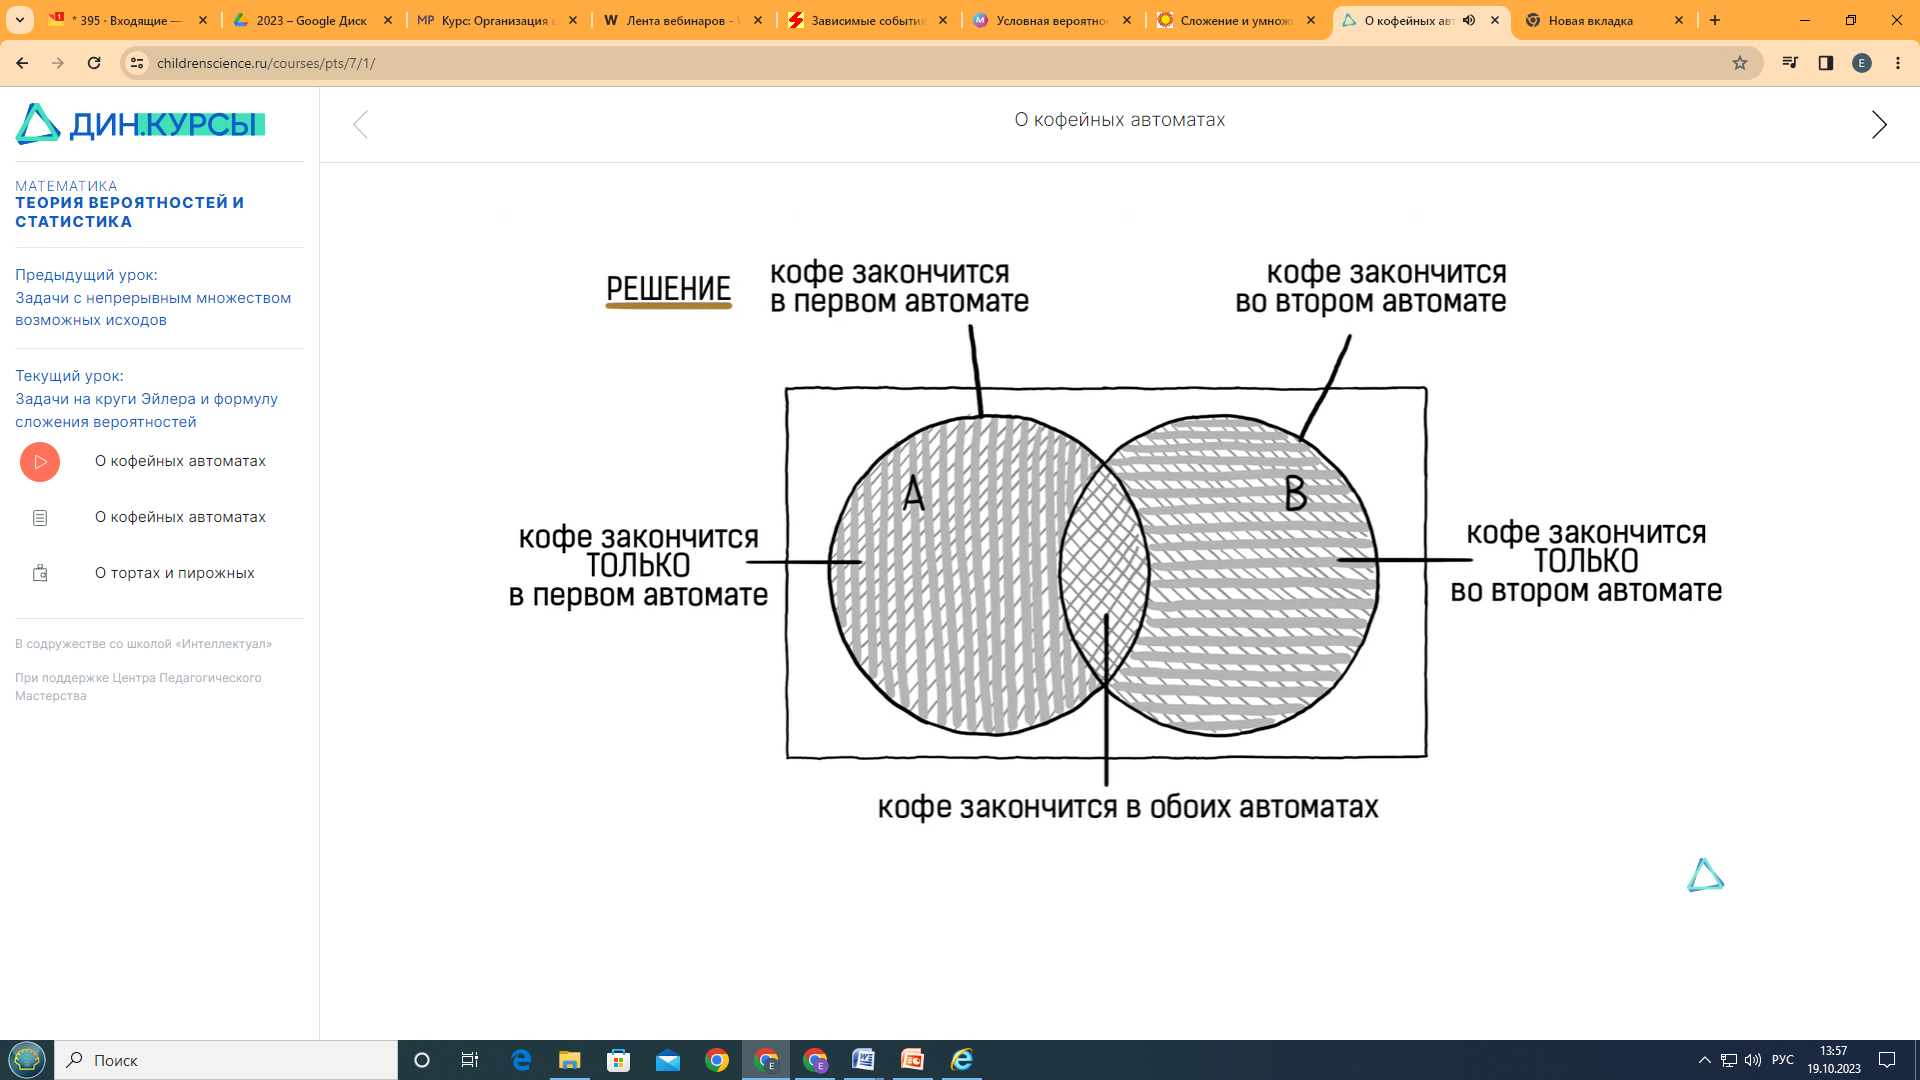 * 395 · Входящие —
2023 – Google Диск
MP Курс: Организация
W Лента вебинаров -
Зависимые события
Условная вероятно
Сложение и умнож
О кофейных авт
Новая вкладка
childrenscience.ru/courses/pts/7/1/
E
ДИН.КУРСЫ
О кофейных автоматах
МАТЕМАТИКА
ТЕОРИЯ ВЕРОЯТНОСТЕЙ И
СТАТИСТИКА
Предыдущий урок:
Задачи с непрерывным множеством
возможных исходов
Текущий урок:
Задачи на круги Эйлера и формулу
сложения вероятностей
О кофейных автоматах
О кофейных автоматах
О тортах и пирожных
В содружестве со школой «Интеллектуал»
При поддержке Центра Педагогического
Мастерства
РЕШЕНИЕ
кофе закончится
в первом автомате
кофе закончится
во втором автомате
A
B
кофе закончится
ТОЛЬКО
в первом автомате
кофе закончится
ТОЛЬКО
во втором автомате
кофе закончится в обоих автоматах
Поиск
РУС
13:57
19.10.2023